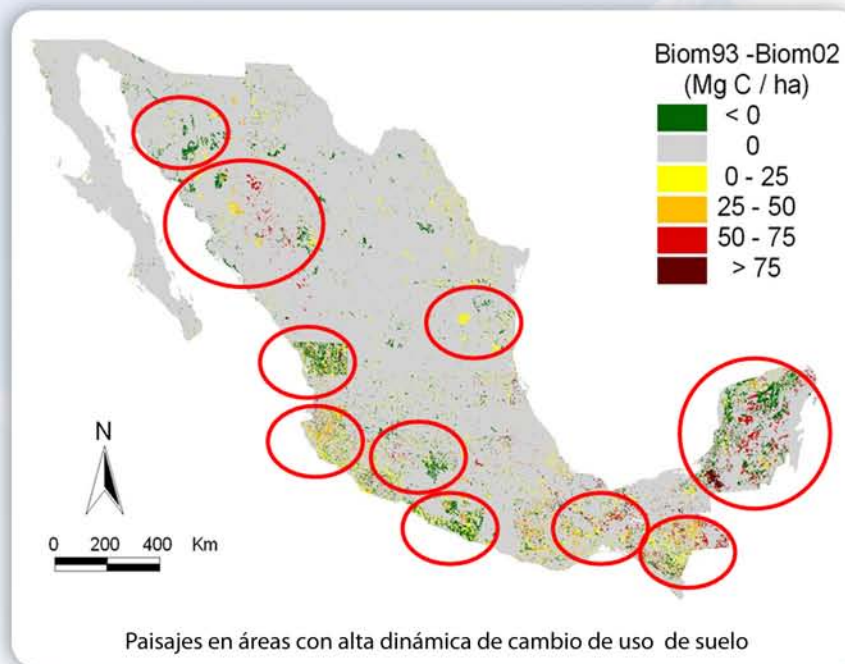 Biom93 -Biom02
(Mg C / ha)
< 0
0
0 - 25
25 - 50
50 - 75
> 75
N
0 200 400 Km
Paisajes en áreas con alta dinámica de cambio de uso de suelo